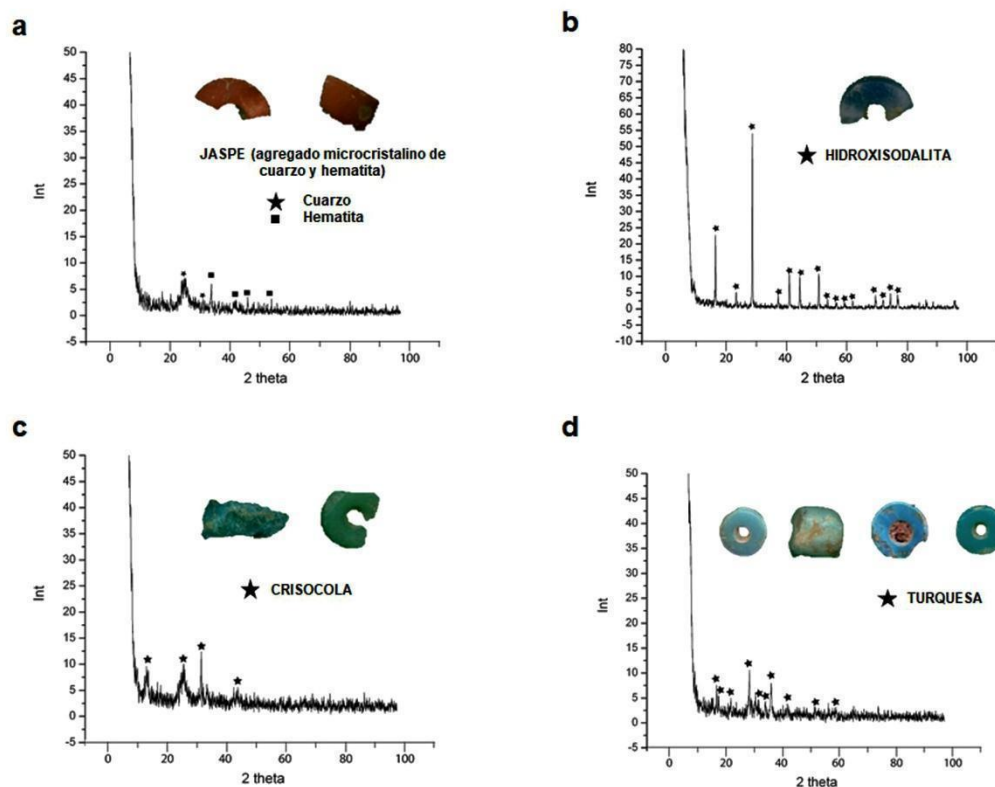 a
50
45
40
35
30
25
20
15
10
5
0
-5
Int
JASPE (agregado microcristalino de
cuarzo y hematita)
★ Cuarzo
■ Hematita
0 20 40 60 80 100
2 theta
b
80
75
70
65
60
55
50
45
40
35
30
25
20
15
10
5
0
-5
-10
Int
★ HIDROXISODALITA
0 20 40 60 80 100
2 theta
c
50
45
40
35
30
25
20
15
10
5
0
-5
Int
★ CRISOCOLA
0 20 40 60 80 100
2 theta
d
50
45
40
35
30
25
20
15
10
5
0
-5
Int
★ TURQUESA
0 20 40 60 80 100
2 theta